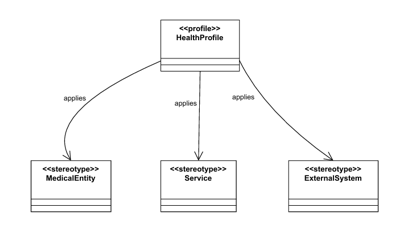 <<profile>>
HealthProfile
applies
applies
applies
<<stereotype>>
MedicalEntity
<<stereotype>>
Service
<<stereotype>>
ExternalSystem